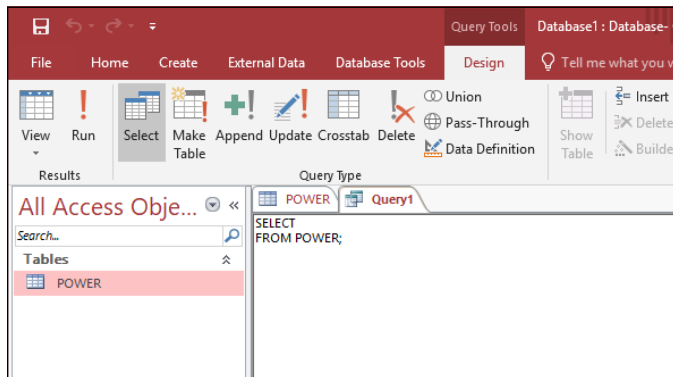 Query Tools
Database1 : Database-
File Home Create External Data Database Tools Design Tell me what you w
View Run Select Make Table Append Update Crosstab Delete
Union
Pass-Through
Data Definition
Show Table
Insert
Delete
Builde
Results
Query Type
All Access Obje... «
Search...
Tables
POWER
POWER Query1
SELECT
FROM POWER;